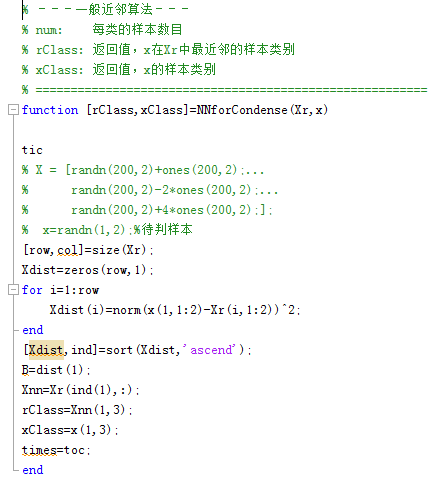 % ---一般近邻算法---
% num:    每类的样本数目
% rClass: 返回值，x在Xr中最近邻的样本类别
% xClass: 返回值，x的样本类别
% ========================================================
function [rClass,xClass]=NNforCondense(Xr,x)
tic
% X = [randn(200,2)+ones(200,2);...
%      randn(200,2)-2*ones(200,2);...
%      randn(200,2)+4*ones(200,2);];
%  x=randn(1,2);%待判样本
[row,col]=size(Xr);
Xdist=zeros(row,1);
for i=1:row
    Xdist(i)=norm(x(1,1:2)-Xr(i,1:2))^2;
end
[Xdist,ind]=sort(Xdist,'ascend');
B=dist(1);
Xnn=Xr(ind(1),:);
rClass=Xnn(1,3);
xClass=x(1,3);
times=toc;
end